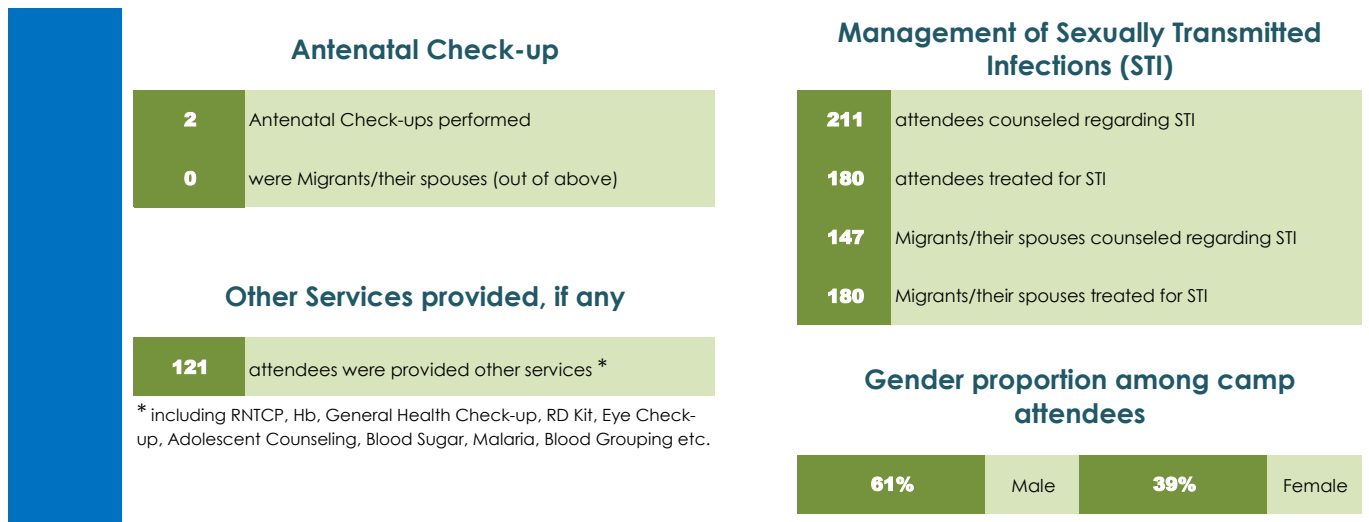 Antenatal Check-up
2 Antenatal Check-ups performed
0 were Migrants/their spouses (out of above)
Other Services provided, if any
121 attendees were provided other services *
* including RNTCP, Hb, General Health Check-up, RD Kit, Eye Check-
up, Adolescent Counseling, Blood Sugar, Malaria, Blood Grouping etc.
Management of Sexually Transmitted
Infections (STI)
211 attendees counseled regarding STI
180 attendees treated for STI
147 Migrants/their spouses counseled regarding STI
180 Migrants/their spouses treated for STI
Gender proportion among camp
attendees
61% Male 39% Female